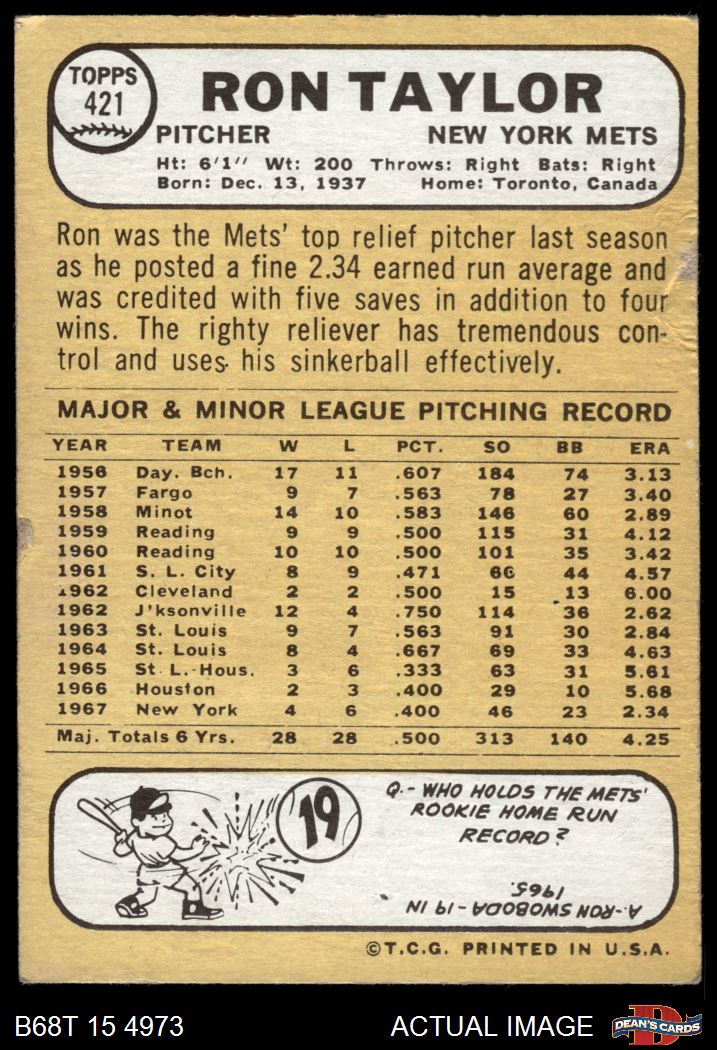 TOPPS
421
RON TAYLOR
PITCHER NEW YORK METS
Ht: 6'1" Wt: 200 Throws: Right Bats: Right
Born: Dec. 13, 1937 Home: Toronto, Canada
Ron was the Mets' top relief pitcher last season
as he posted a fine 2.34 earned run average and
was credited with five saves in addition to four
wins. The righty reliever has tremendous con-
trol and uses his sinkerball effectively.
MAJOR & MINOR LEAGUE PITCHING RECORD
YEAR TEAM W L PCT. SO BB ERA
1956 Day. Bch. 17 11 .607 184 74 3.13
1957 Fargo 9 7 .563 78 27 3.40
1958 Minot 14 10 .583 146 60 2.89
1959 Reading 9 9 .500 115 31 4.12
1960 Reading 10 10 .500 101 35 3.42
1961 S. L. City 8 9 .471 66 44 4.57
1962 Cleveland 2 2 .500 15 13 6.00
1962 J'ksonville 12 4 .750 114 36 2.62
1963 St. Louis 9 7 .563 91 30 2.84
1964 St. Louis 8 4 .667 69 33 4.63
1965 St. L.-Hous. 3 6 .333 63 31 5.61
1966 Houston 2 3 .400 29 10 5.68
1967 New York 4 6 .400 46 23 2.34
Maj. Totals 6 Yrs. 28 28 .500 313 140 4.25
19
Q.- WHO HOLDS THE METS'
ROOKIE HOME RUN
RECORD?
A.-RON SWOBODA-19 IN
1965.
©T.C.G. PRINTED IN U.S.A.
B68T 15 4973 ACTUAL IMAGE
DEAN'S CARDS